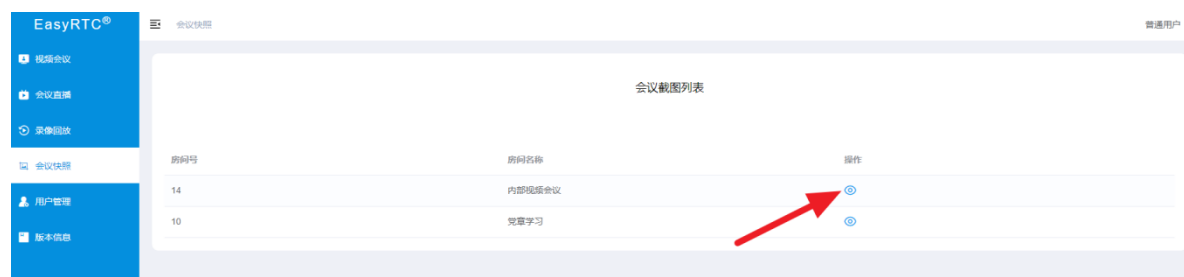 EasyRTC®
会议快照
普通用户
视频会议
会议直播
录像回放
会议快照
用户管理
版本信息
会议截图列表
房间号 房间名称 操作
14 内部视频会议
10 党章学习